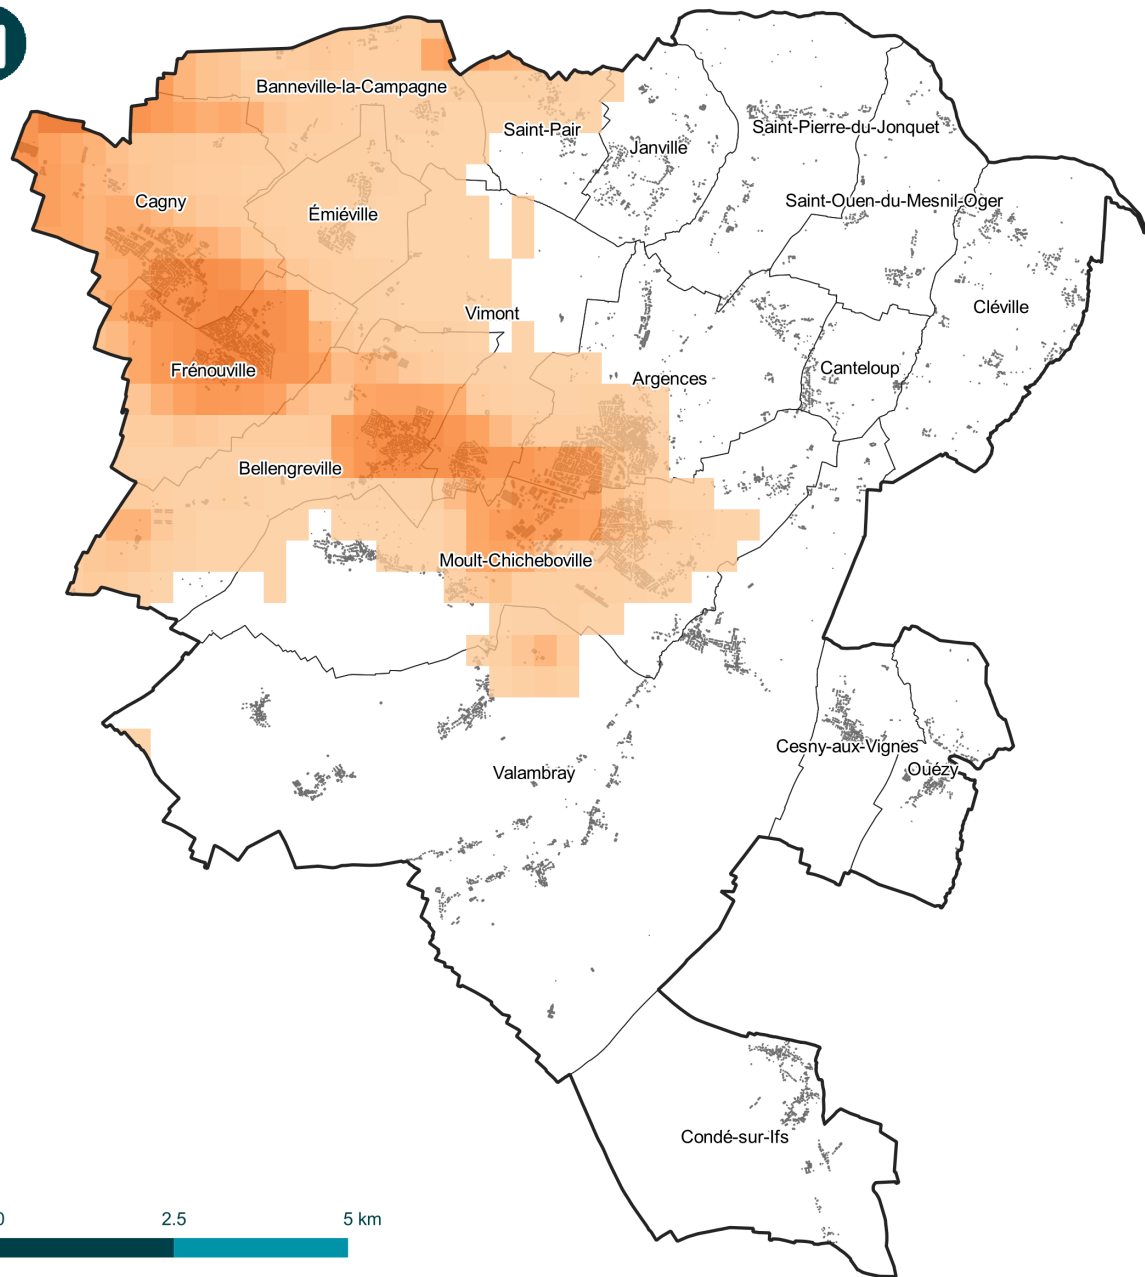 Banneville-la-Campagne
Saint-Pair
Saint-Pierre-du-Jonquet
Janville
Cagny
Émiéville
Saint-Ouen-du-Mesnil-Oger
Vimont
Cléville
Frénouville
Argences
Canteloup
Bellengreville
Moult-Chicheboville
Cesny-aux-Vignes
Ouézy
Valambray
Condé-sur-Ifs
0 2.5 5 km